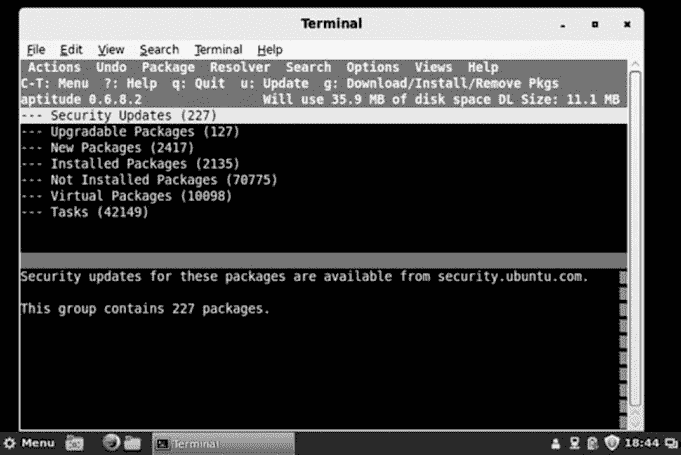 Terminal
File Edit View Search Terminal Help
Actions Undo Package Resolver Search Options Views Help
C-T: Menu ?: Help q: Quit u: Update g: Download/Install/Remove Pkgs
aptitude 0.6.8.2 Will use 35.9 MB of disk space DL Size: 11.1 MB
--- Security Updates (227)
--- Upgradable Packages (127)
--- New Packages (2417)
--- Installed Packages (2135)
--- Not Installed Packages (70775)
--- Virtual Packages (10098)
--- Tasks (42149)
Security updates for these packages are available from security.ubuntu.com.
This group contains 227 packages.
Menu Terminal 18:44